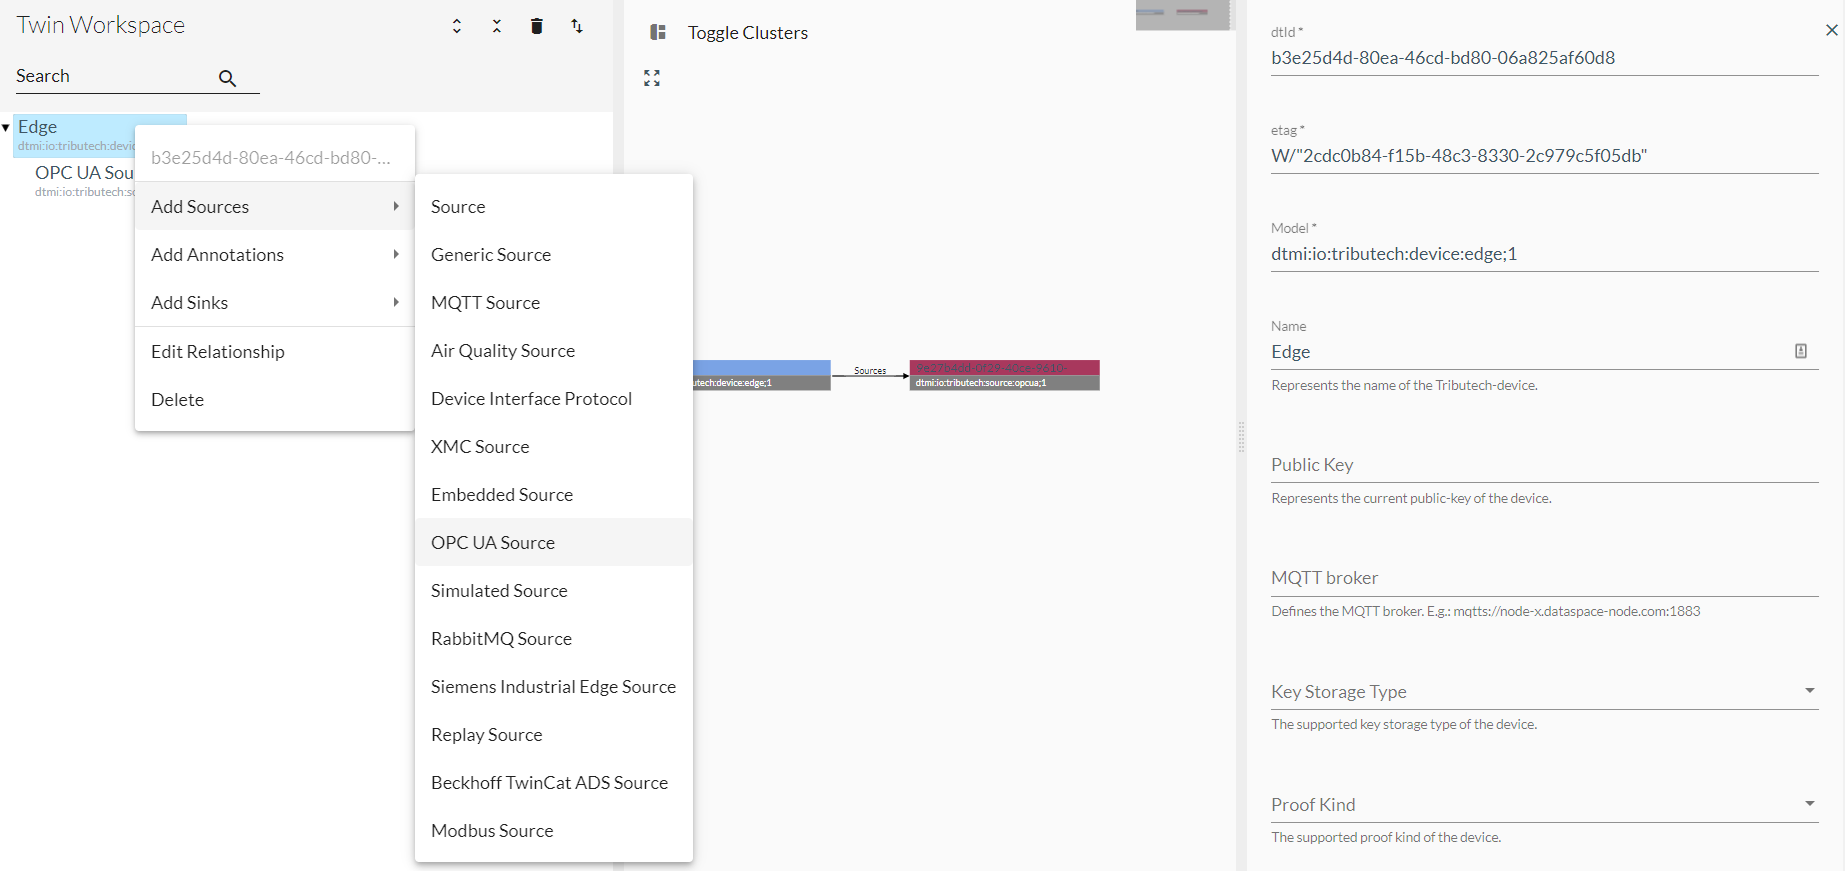 Twin Workspace
Search
Edge
dtmi:io:tributech:devic
OPC UA Sou
dtmi:io:tributech:so
b3e25d4d-80ea-46cd-bd80-...
Add Sources
Add Annotations
Add Sinks
Edit Relationship
Delete
Source
Generic Source
MQTT Source
Air Quality Source
Device Interface Protocol
XMC Source
Embedded Source
OPC UA Source
Simulated Source
RabbitMQ Source
Siemens Industrial Edge Source
Replay Source
Beckhoff TwinCat ADS Source
Modbus Source
Toggle Clusters
utech:device:edge;1
Sources
dtmi:io:tributech:source:opcua;1
dtId *
b3e25d4d-80ea-46cd-bd80-06a825af60d8
etag *
W/"2cdc0b84-f15b-48c3-8330-2c979c5f05db"
Model *
dtmi:io:tributech:device:edge;1
Name
Edge
Represents the name of the Tributech-device.
Public Key
Represents the current public-key of the device.
MQTT broker
Defines the MQTT broker. E.g.: mqtts://node-x.dataspace-node.com:1883
Key Storage Type
The supported key storage type of the device.
Proof Kind
The supported proof kind of the device.